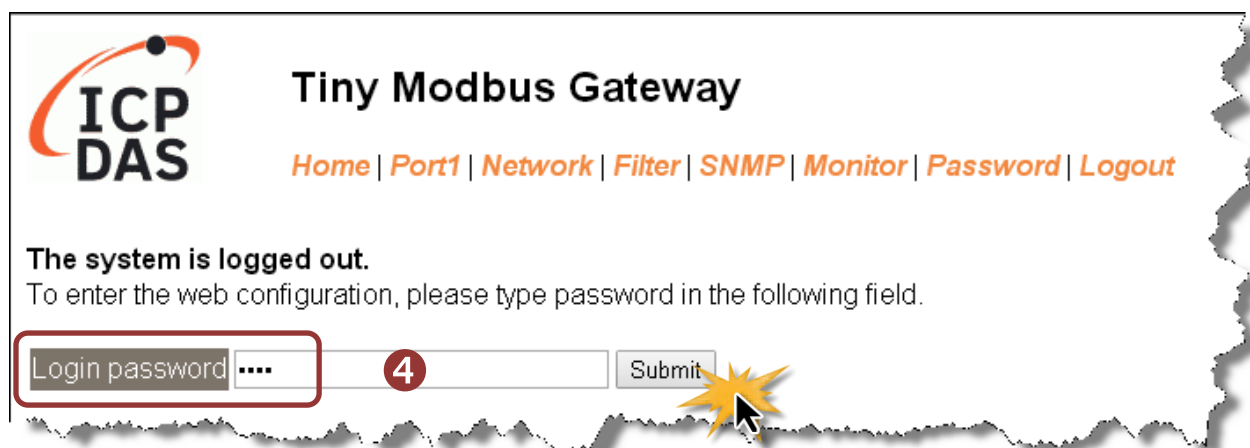 ICP
DAS
Tiny Modbus Gateway
Home | Port1 | Network | Filter | SNMP | Monitor | Password | Logout
The system is logged out.
To enter the web configuration, please type password in the following field.
Login password •••• 4 Submit